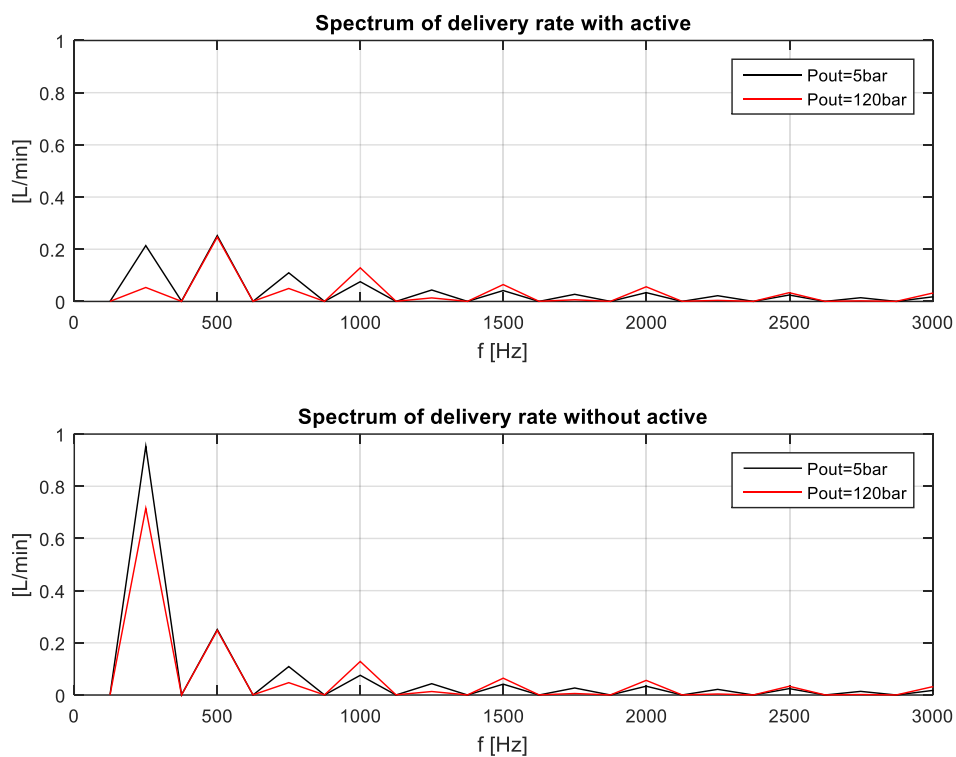 Spectrum of delivery rate with active
1
0.8
0.6
0.4
0.2
0
[L/min]
Pout=5bar
Pout=120bar
0 500 1000 1500 2000 2500 3000
f [Hz]
Spectrum of delivery rate without active
1
0.8
0.6
0.4
0.2
0
[L/min]
Pout=5bar
Pout=120bar
0 500 1000 1500 2000 2500 3000
f [Hz]